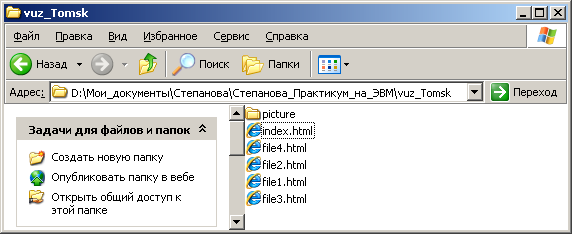 vuz_Tomsk
Файл Правка Вид Избранное Сервис Справка
Назад Поиск Папки
Адрес: D:\Мои_документы\Степанова\Степанова_Практикум_на_ЭВМ\vuz_Tomsk Переход
Задачи для файлов и папок
Создать новую папку
Опубликовать папку в вебе
Открыть общий доступ к
этой папке
picture
index.html
file4.html
file2.html
file1.html
file3.html